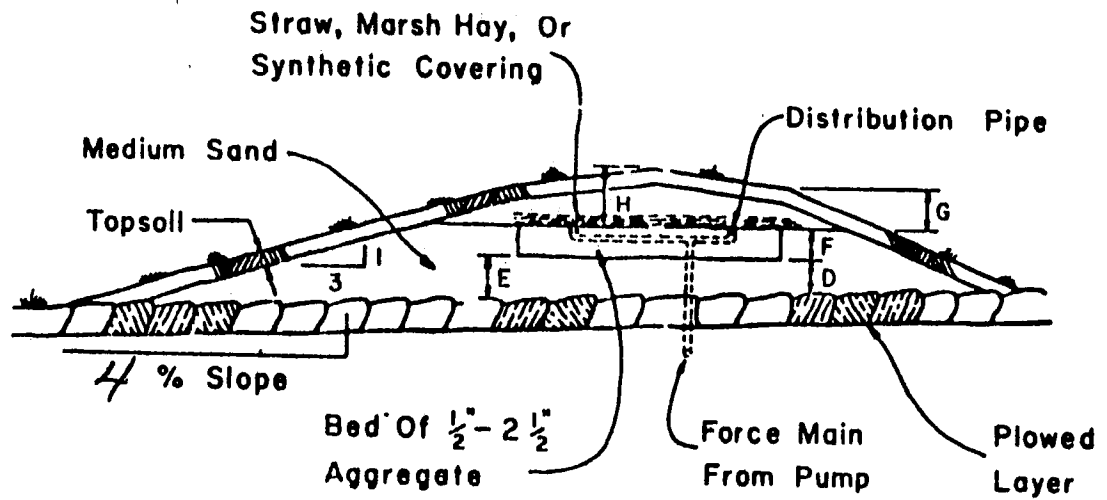 Straw, Marsh Hay, Or
Synthetic Covering
Distribution Pipe
Medium Sand
Topsoil
H
G
F
E
D
1
3
4 % Slope
Bed Of 1/2" - 2 1/2"
Aggregate
Force Main
From Pump
Plowed
Layer